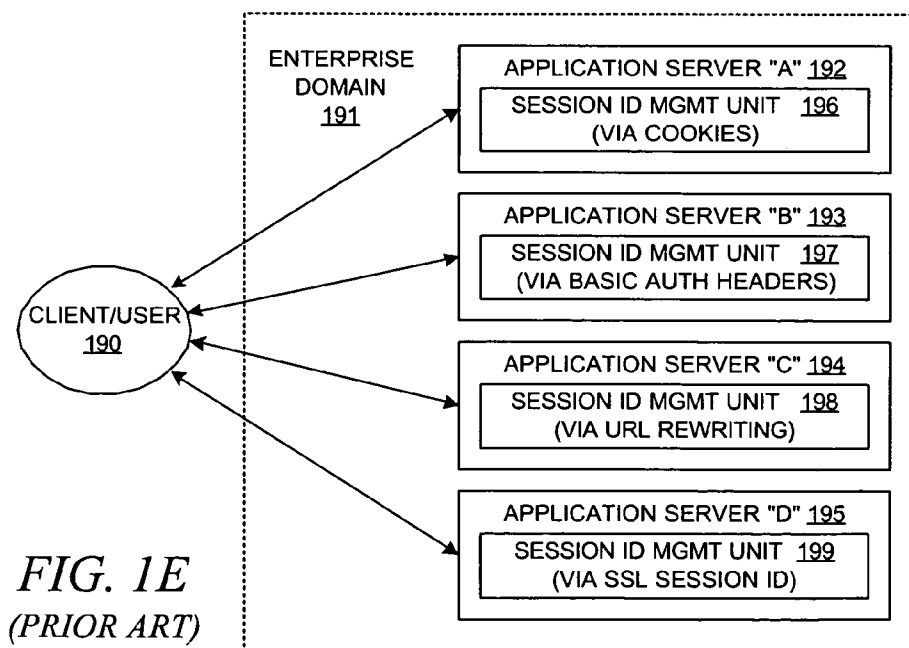 ENTERPRISE
DOMAIN
191
APPLICATION SERVER "A" 192
SESSION ID MGMT UNIT 196
(VIA COOKIES)
APPLICATION SERVER "B" 193
SESSION ID MGMT UNIT 197
(VIA BASIC AUTH HEADERS)
CLIENT/USER
190
APPLICATION SERVER "C" 194
SESSION ID MGMT UNIT 198
(VIA URL REWRITING)
APPLICATION SERVER "D" 195
SESSION ID MGMT UNIT 199
(VIA SSL SESSION ID)
FIG. 1E
(PRIOR ART)